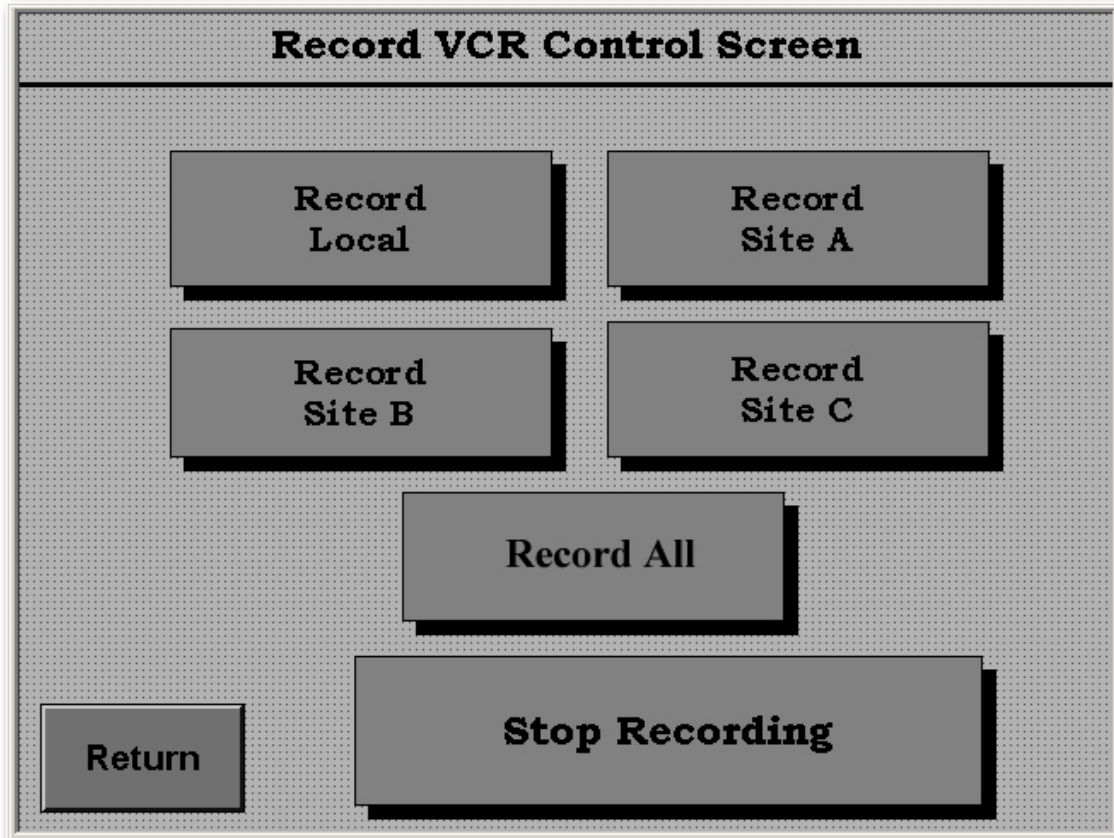 Record VCR Control Screen
Record
Local
Record
Site A
Record
Site B
Record
Site C
Record All
Stop Recording
Return